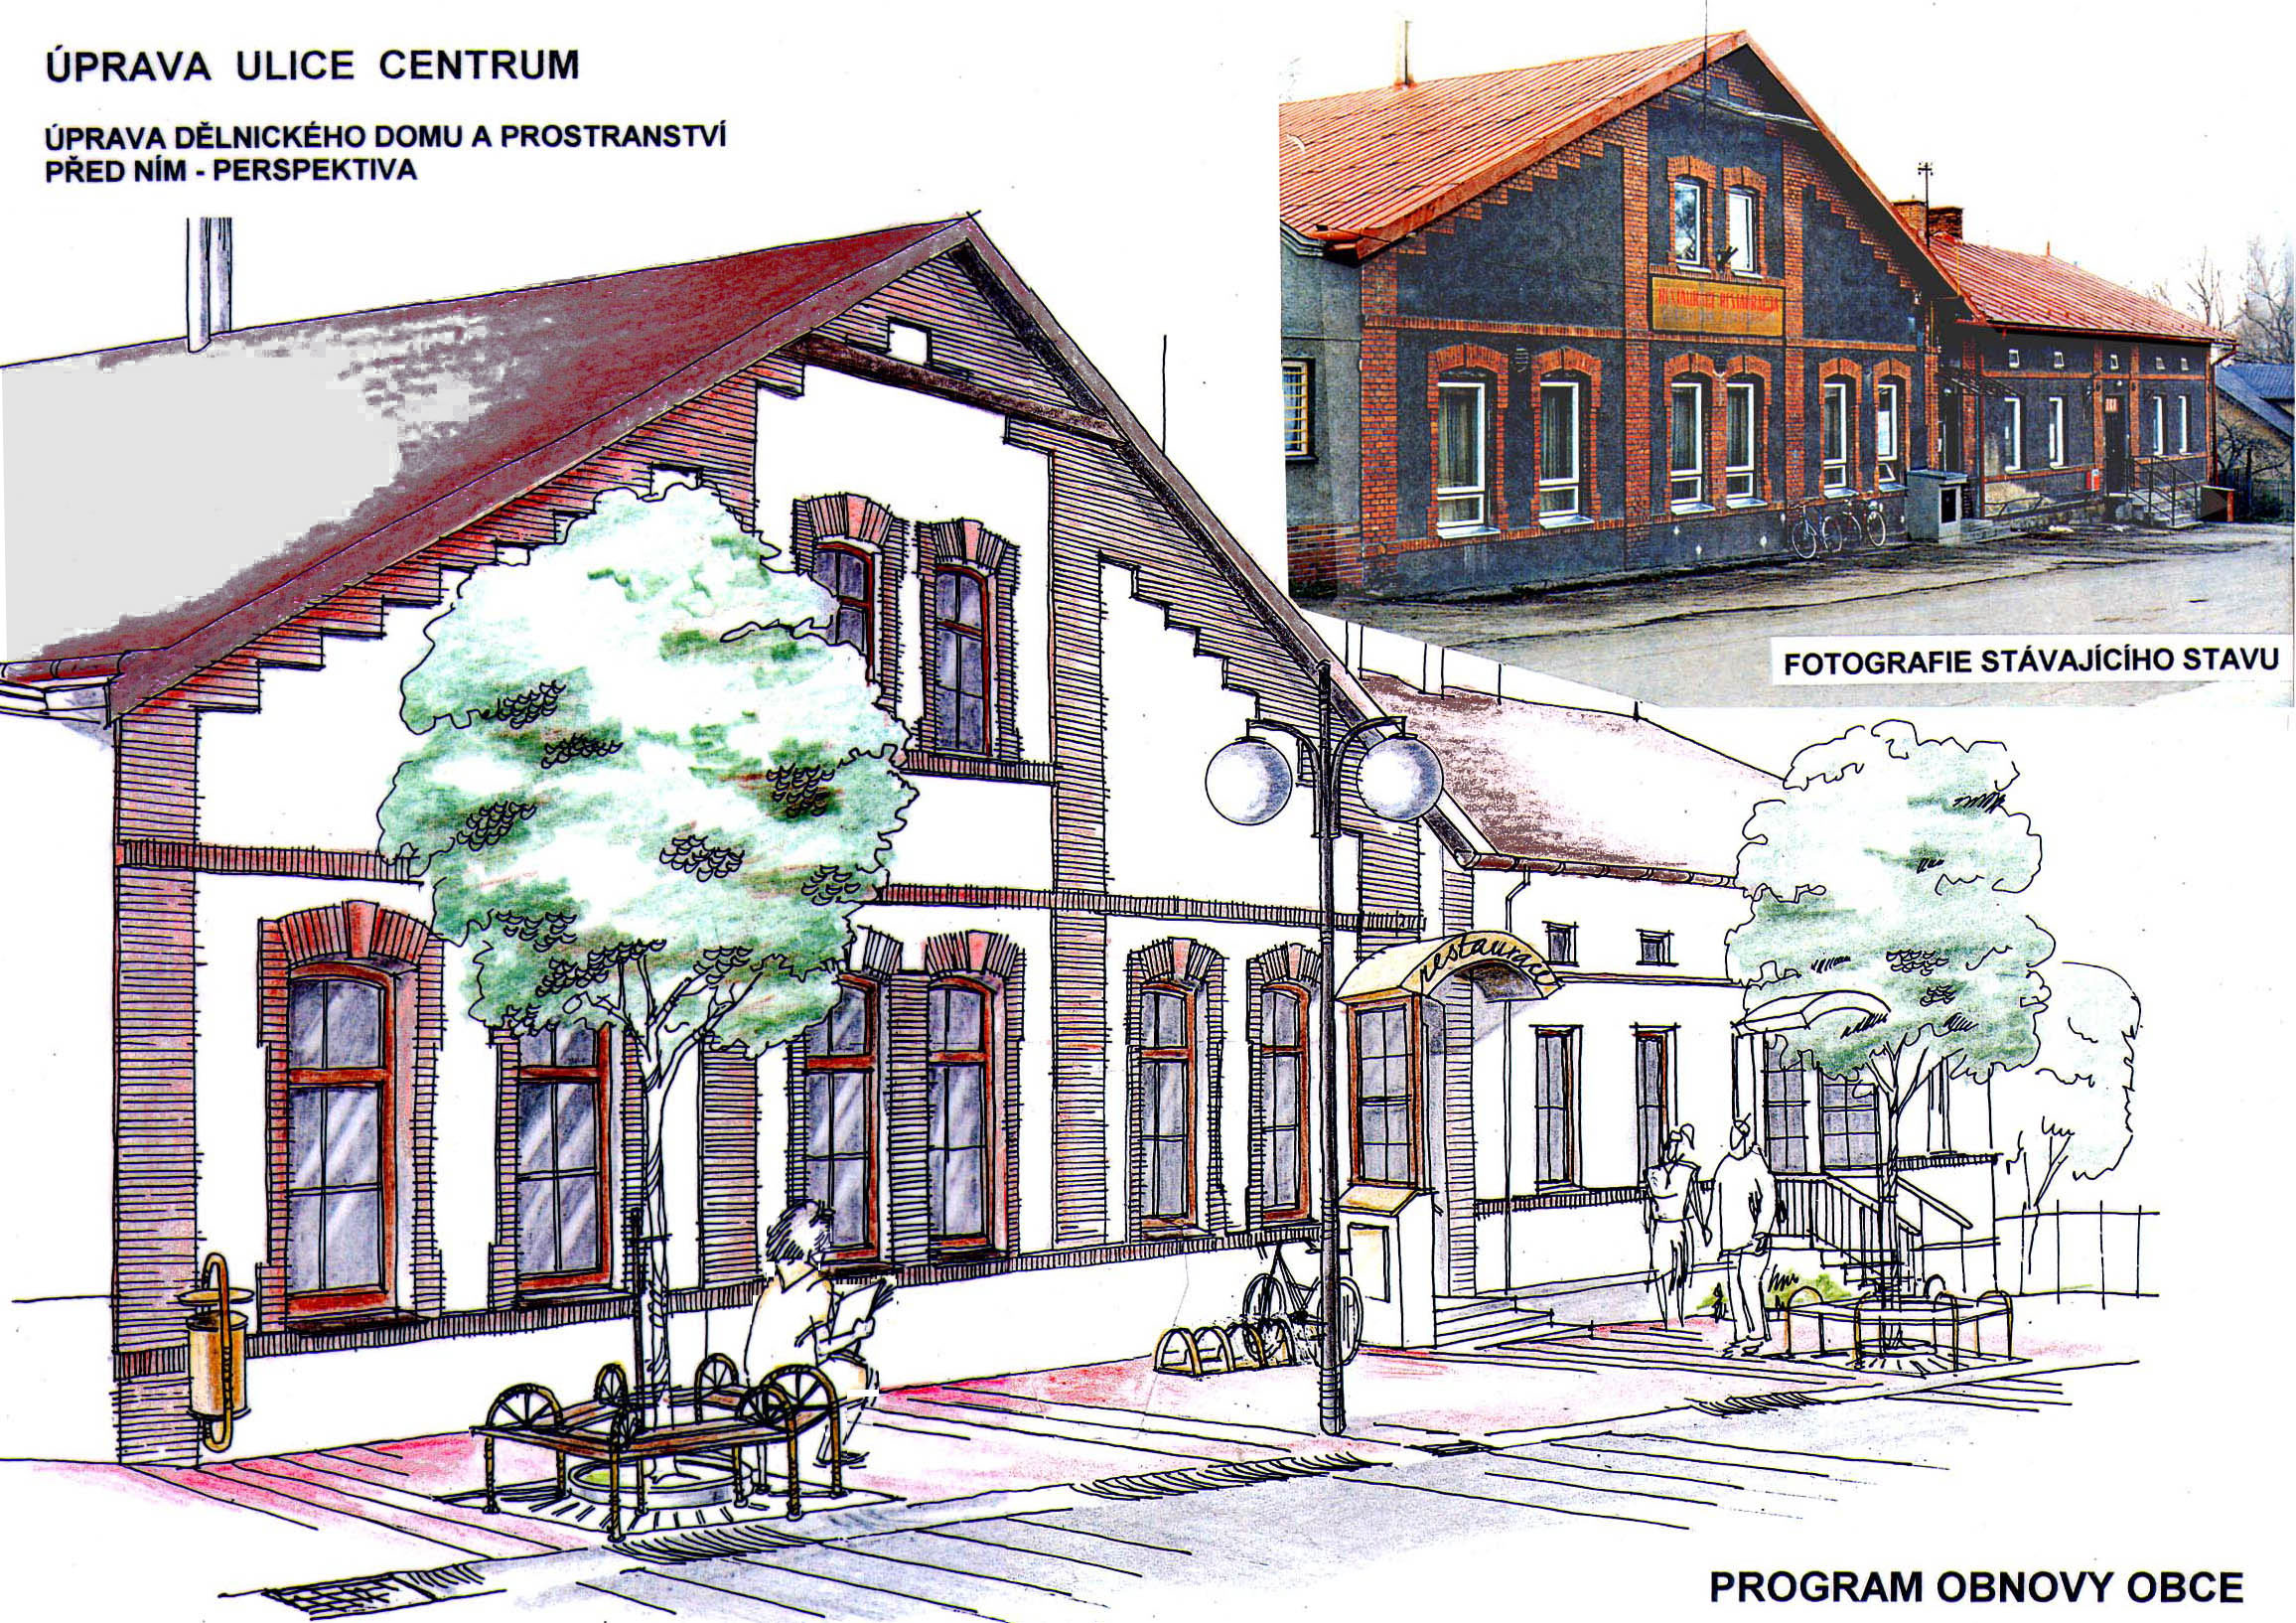 ÚPRAVA ULICE CENTRUM
ÚPRAVA DĚLNICKÉHO DOMU A PROSTRANSTVÍ
PŘED NÍM - PERSPEKTIVA
FOTOGRAFIE STÁVAJÍCÍHO STAVU
restaurace
PROGRAM OBNOVY OBCE